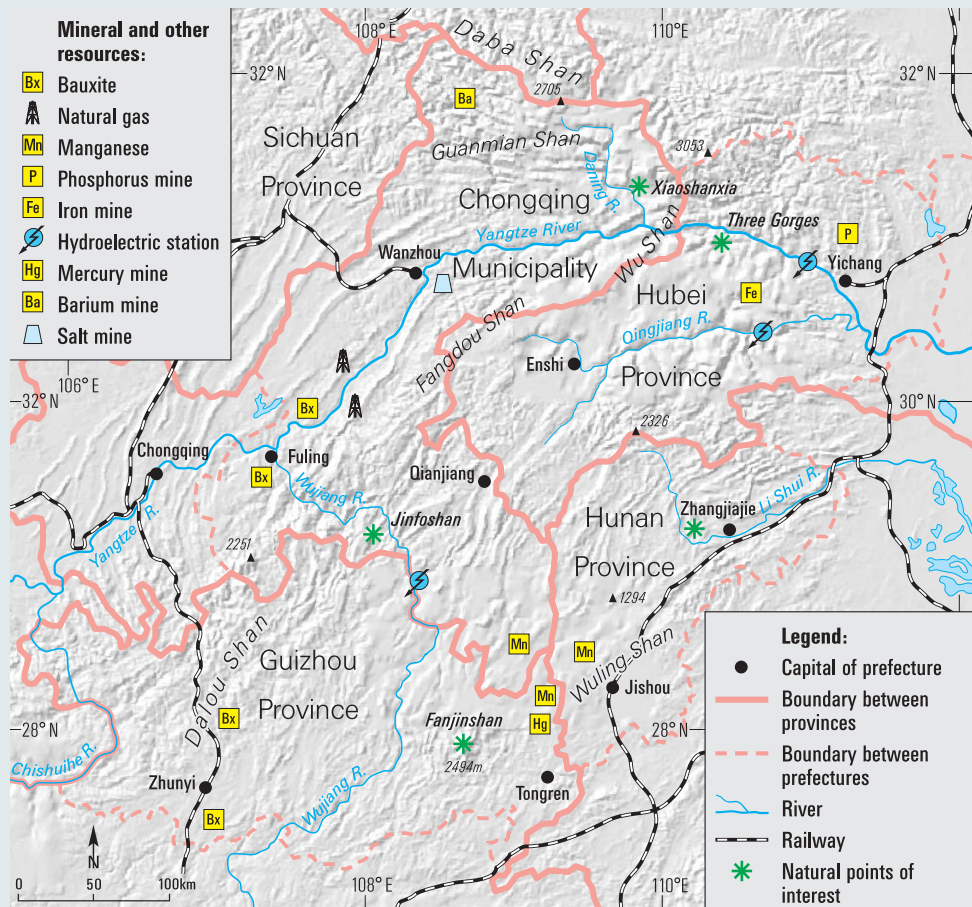 Mineral and other
resources:
Bx Bauxite
Natural gas
Mn Manganese
P Phosphorus mine
Fe Iron mine
Hydroelectric station
Hg Mercury mine
Ba Barium mine
Salt mine
108°E
110°E
32°N
32°N
Daba Shan
2705
Ba
Sichuan
Province
Guanmian Shan
Daning R.
3053
Xiaoshanxia
Chongqing
Yangtze River
Municipality
Three Gorges
Wu Shan
P
Wanzhou
Yichang
Hubei
Fe
Qingjiang R.
Fangdou Shan
Enshi
Province
106°E
32°N
30°N
Bx
2326
Chongqing
Fuling
Bx
Qianjiang
Wujiang R.
Jinfoshan
Zhangjiajie
Li Shui R.
Hunan
Province
Yangtze R.
2251
1294
Mn
Mn
Wuling Shan
Dalou Shan
Guizhou
Province
Jishou
Mn
Hg
Bx
Fanjinshan
2494m
28°N
28°N
Chishuihe R.
Zhunyi
Bx
Tongren
Wujiang R.
N
0 50 100km
108°E
110°E
Legend:
Capital of prefecture
Boundary between
provinces
Boundary between
prefectures
River
Railway
Natural points of
interest